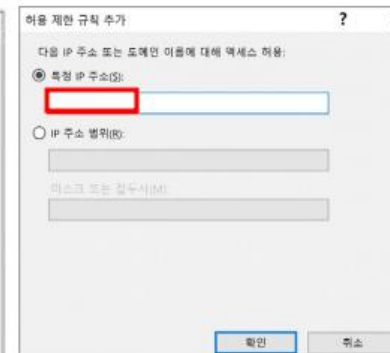 허용 제한 규칙 추가 ?
다음 IP 주소 또는 도메인 이름에 대해 액세스 허용:
특정 IP 주소(S):
IP 주소 범위(R):
마스크 또는 접두사(M):
확인 취소